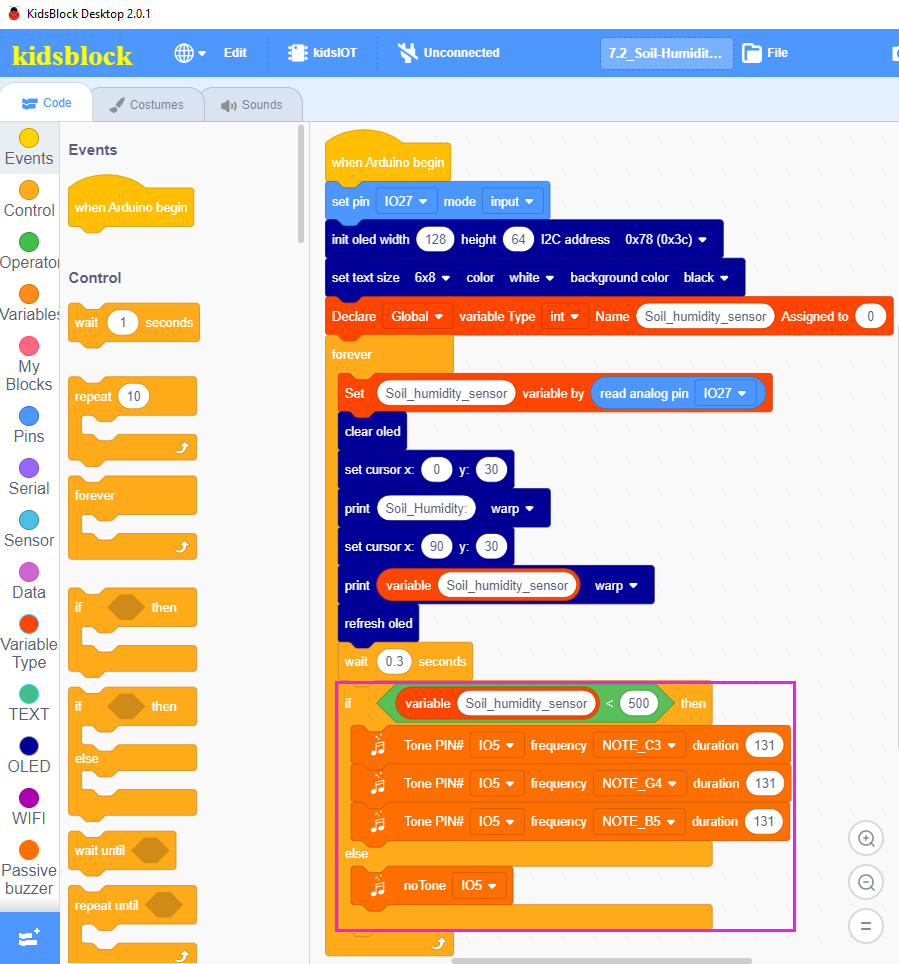 KidsBlock Desktop 2.0.1
kidsblock Edit kidsIOT Unconnected 7.2_Soil-Humidit... File
Code Costumes Sounds
Events
Control
Operator
Variables
My
Blocks
Pins
Serial
Sensor
Data
Variable
Type
TEXT
OLED
WIFI
Passive
buzzer
Events
when Arduino begin
Control
wait 1 seconds
repeat 10
forever
if then
if then
else
wait until
repeat until
when Arduino begin
set pin IO27 mode input
init oled width 128 height 64 I2C address 0x78 (0x3c)
set text size 6x8 color white background color black
Declare Global variable Type int Name Soil_humidity_sensor Assigned to 0
forever
Set Soil_humidity_sensor variable by read analog pin IO27
clear oled
set cursor x: 0 y: 30
print Soil_Humidity: warp
set cursor x: 90 y: 30
print variable Soil_humidity_sensor warp
refresh oled
wait 0.3 seconds
if variable Soil_humidity_sensor < 500 then
Tone PIN# IO5 frequency NOTE_C3 duration 131
Tone PIN# IO5 frequency NOTE_G4 duration 131
Tone PIN# IO5 frequency NOTE_B5 duration 131
else
noTone IO5